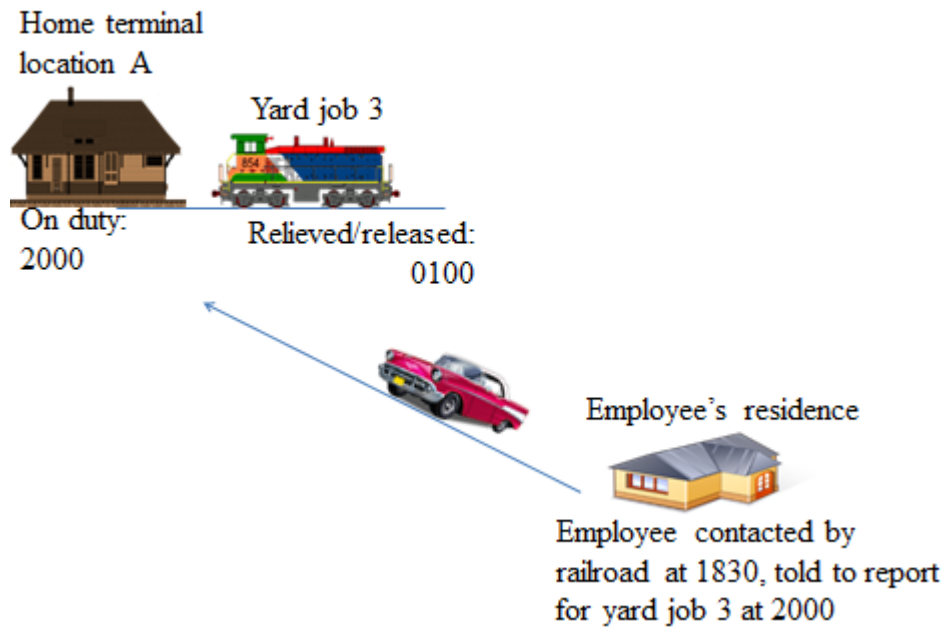 Home terminal
location A
Yard job 3
854
On duty:
2000
Relieved/released:
0100
Employee’s residence
Employee contacted by
railroad at 1830, told to report
for yard job 3 at 2000